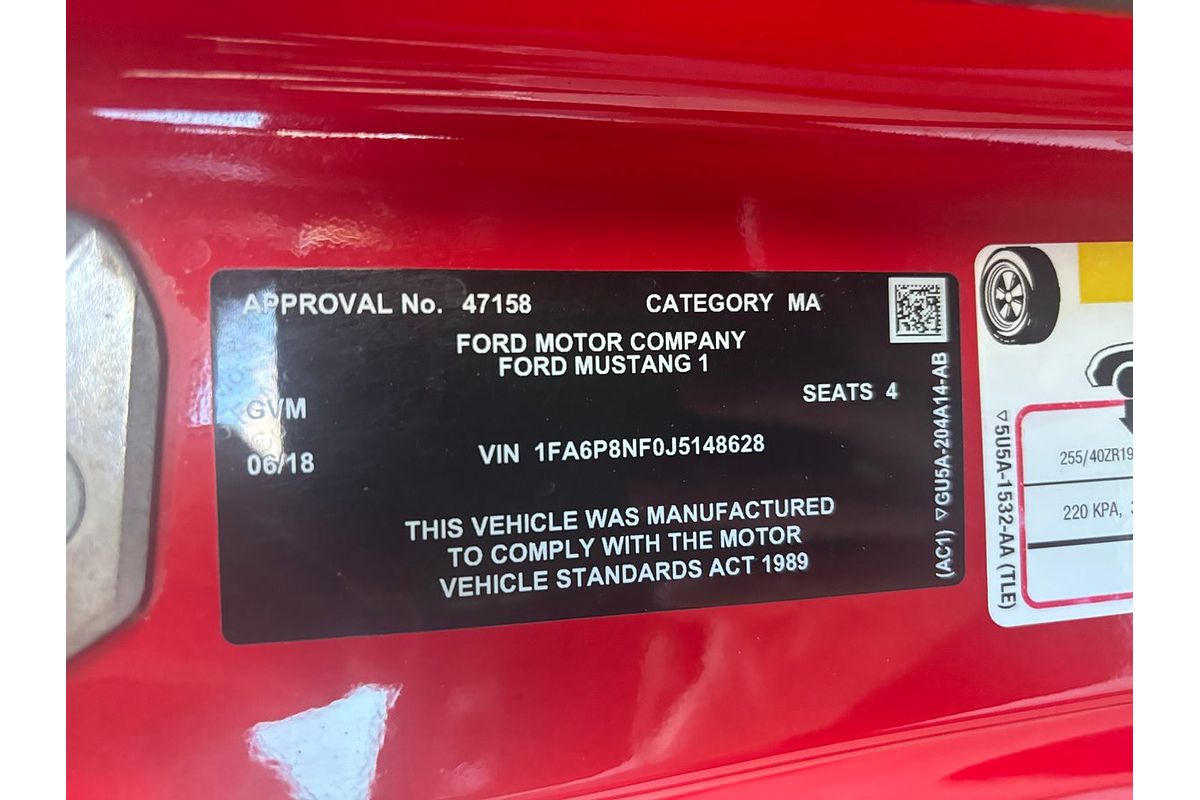 APPROVAL No. 47158 CATEGORY MA
FORD MOTOR COMPANY
FORD MUSTANG 1
SEATS 4
GVM
06/18
VIN 1FA6P8NF0J5148628
THIS VEHICLE WAS MANUFACTURED
TO COMPLY WITH THE MOTOR
VEHICLE STANDARDS ACT 1989
(AC1) ▽GU5A-204A14-AB
▽5U5A-1532-AA (TLE)
255/40ZR19
220 KPA,